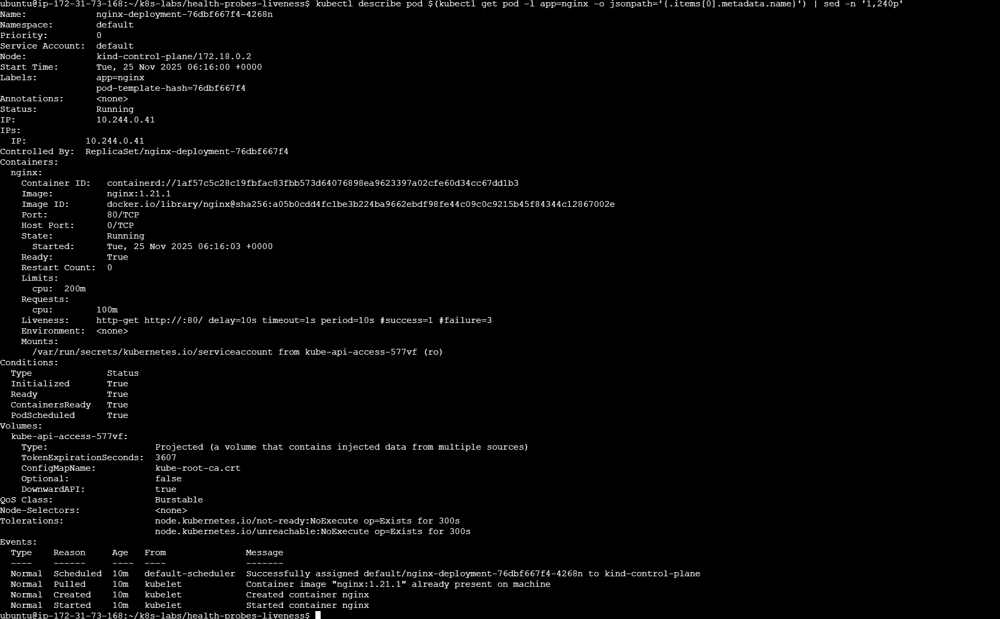 ubuntu@ip-172-31-73-168:~/k8s-labs/health-probes-liveness$ kubectl describe pod $(kubectl get pod -l app=nginx -o jsonpath='{.items[0].metadata.name}') | sed -n '1,240p'
Name:             nginx-deployment-76dbf667f4-4268n
Namespace:        default
Priority:         0
Service Account:  default
Node:             kind-control-plane/172.18.0.2
Start Time:       Tue, 25 Nov 2025 06:16:00 +0000
Labels:           app=nginx
                  pod-template-hash=76dbf667f4
Annotations:      <none>
Status:           Running
IP:               10.244.0.41
IPs:
  IP:           10.244.0.41
Controlled By:  ReplicaSet/nginx-deployment-76dbf667f4
Containers:
  nginx:
    Container ID:   containerd://1af57c5c28c19fbfac83fbb573d64076898ea9623397a02cfe60d34cc67dd1b3
    Image:          nginx:1.21.1
    Image ID:       docker.io/library/nginx@sha256:a05b0cdd4fc1be3b224ba9662ebdf98fe44c09c0c9215b45f84344c12867002e
    Port:           80/TCP
    Host Port:      0/TCP
    State:          Running
      Started:      Tue, 25 Nov 2025 06:16:03 +0000
    Ready:          True
    Restart Count:  0
    Limits:
      cpu:  200m
    Requests:
      cpu:        100m
    Liveness:     http-get http://:80/ delay=10s timeout=1s period=10s #success=1 #failure=3
    Environment:  <none>
    Mounts:
      /var/run/secrets/kubernetes.io/serviceaccount from kube-api-access-577vf (ro)
Conditions:
  Type              Status
  Initialized       True
  Ready             True
  ContainersReady   True
  PodScheduled      True
Volumes:
  kube-api-access-577vf:
    Type:                    Projected (a volume that contains injected data from multiple sources)
    TokenExpirationSeconds:  3607
    ConfigMapName:           kube-root-ca.crt
    Optional:                false
    DownwardAPI:             true
QoS Class:                   Burstable
Node-Selectors:              <none>
Tolerations:                 node.kubernetes.io/not-ready:NoExecute op=Exists for 300s
                             node.kubernetes.io/unreachable:NoExecute op=Exists for 300s
Events:
  Type    Reason     Age   From               Message
  ----    ------     ----  ----               -------
  Normal  Scheduled  10m   default-scheduler  Successfully assigned default/nginx-deployment-76dbf667f4-4268n to kind-control-plane
  Normal  Pulled     10m   kubelet            Container image "nginx:1.21.1" already present on machine
  Normal  Created    10m   kubelet            Created container nginx
  Normal  Started    10m   kubelet            Started container nginx
ubuntu@ip-172-31-73-168:~/k8s-labs/health-probes-liveness$